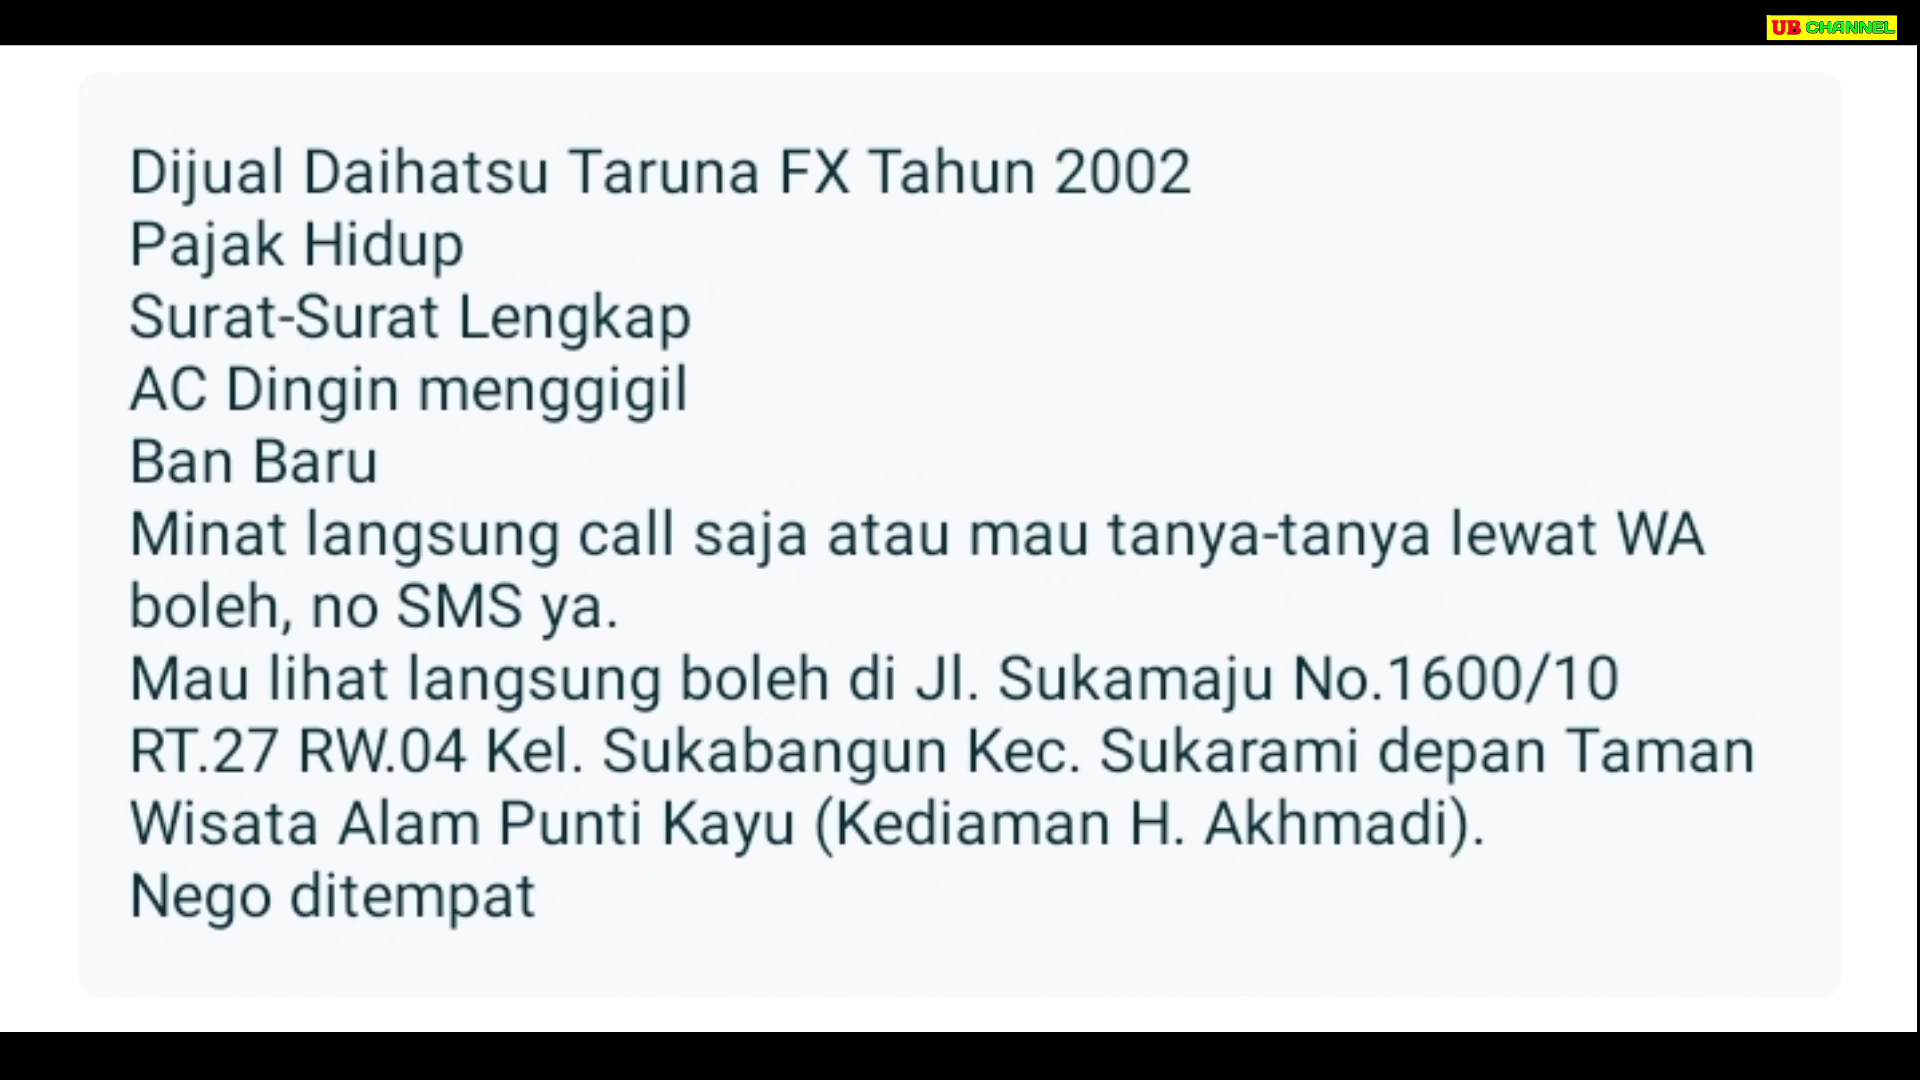 UB CHANNEL
Dijual Daihatsu Taruna FX Tahun 2002
Pajak Hidup
Surat-Surat Lengkap
AC Dingin menggigil
Ban Baru
Minat langsung call saja atau mau tanya-tanya lewat WA
boleh, no SMS ya.
Mau lihat langsung boleh di Jl. Sukamaju No.1600/10
RT.27 RW.04 Kel. Sukabangun Kec. Sukarami depan Taman
Wisata Alam Punti Kayu (Kediaman H. Akhmadi).
Nego ditempat